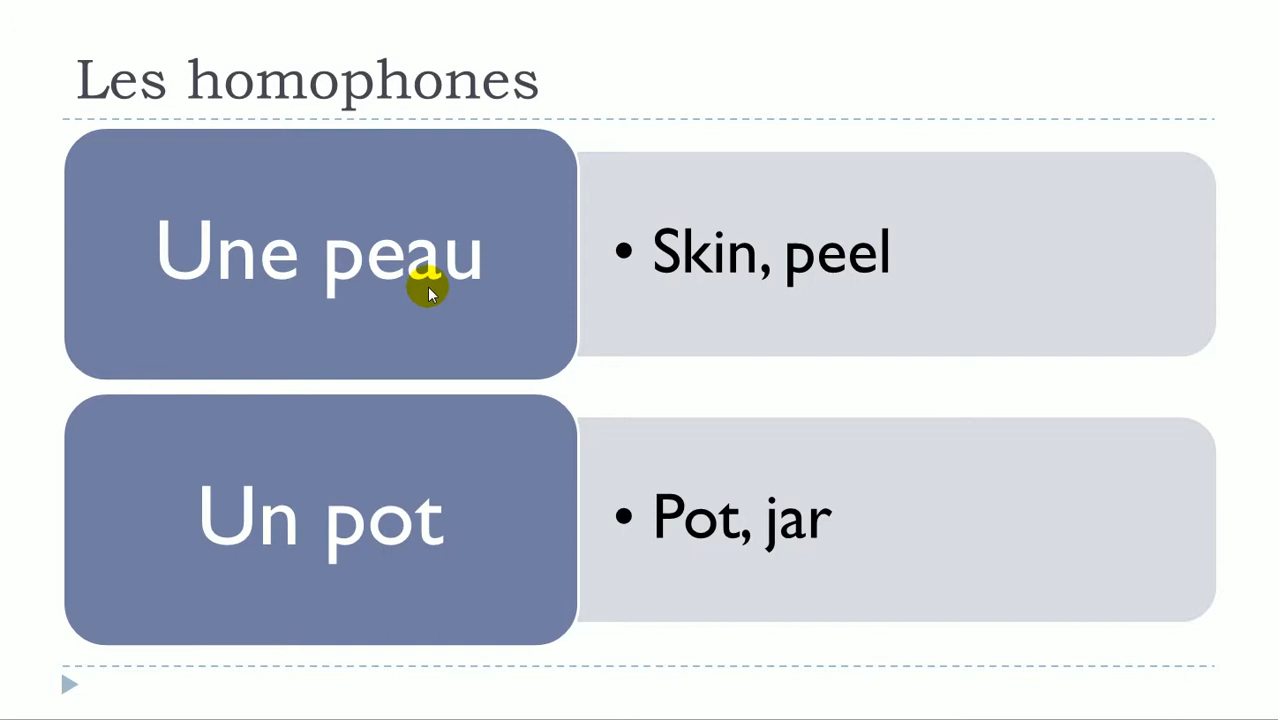 Les homophones
Une peau
• Skin, peel
Un pot
• Pot, jar